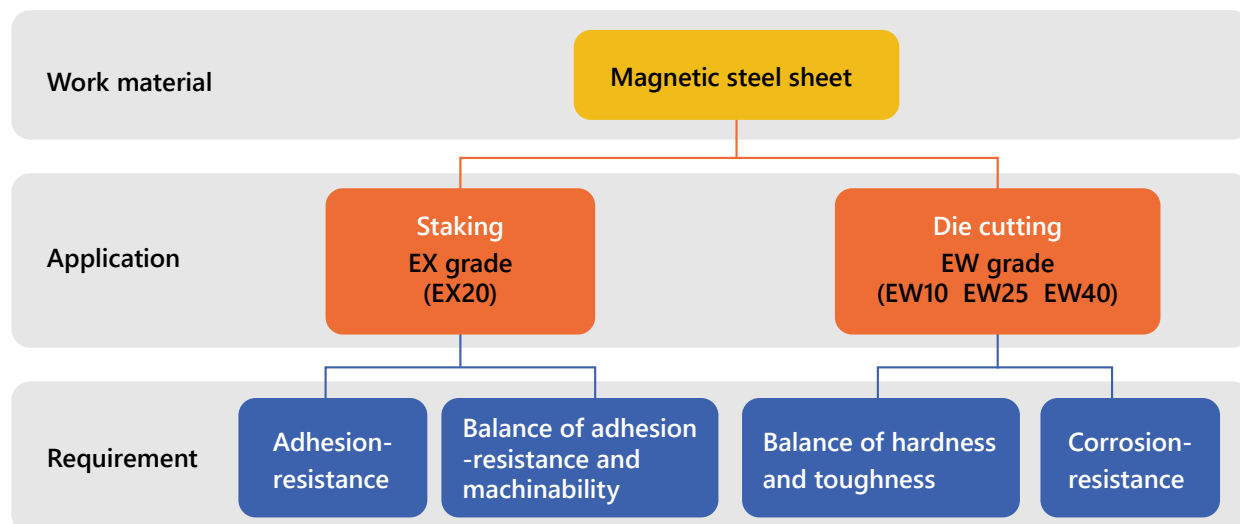 Work material
Magnetic steel sheet
Application
Staking
EX grade
(EX20)
Die cutting
EW grade
(EW10 EW25 EW40)
Requirement
Adhesion-
resistance
Balance of adhesion
-resistance and
machinability
Balance of hardness
and toughness
Corrosion-
resistance